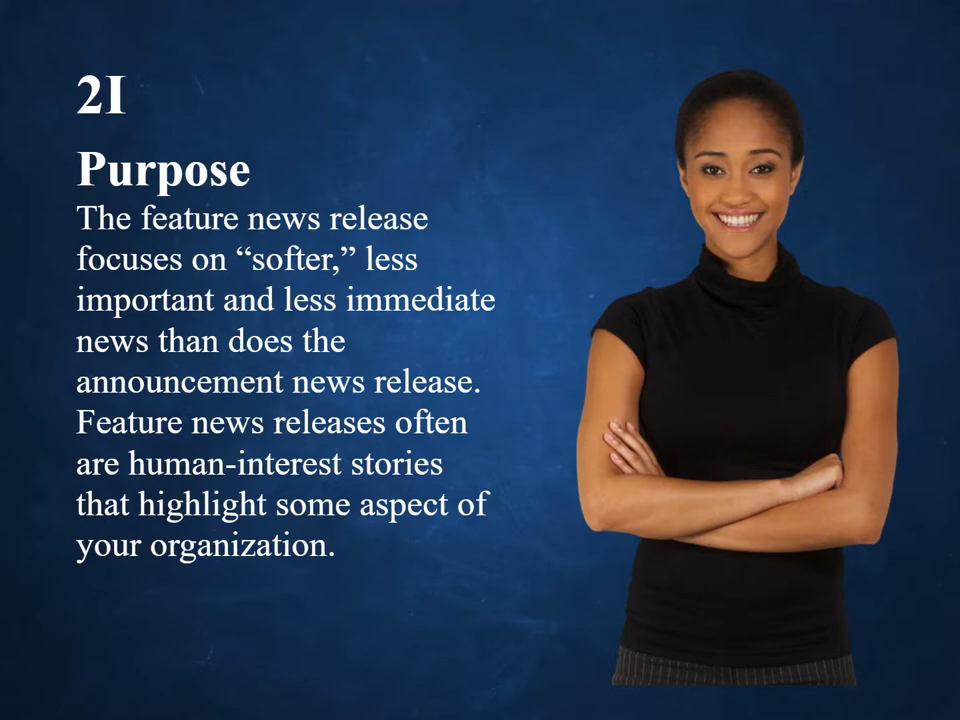 2I
Purpose
The feature news release
focuses on “softer,” less
important and less immediate
news than does the
announcement news release.
Feature news releases often
are human-interest stories
that highlight some aspect of
your organization.